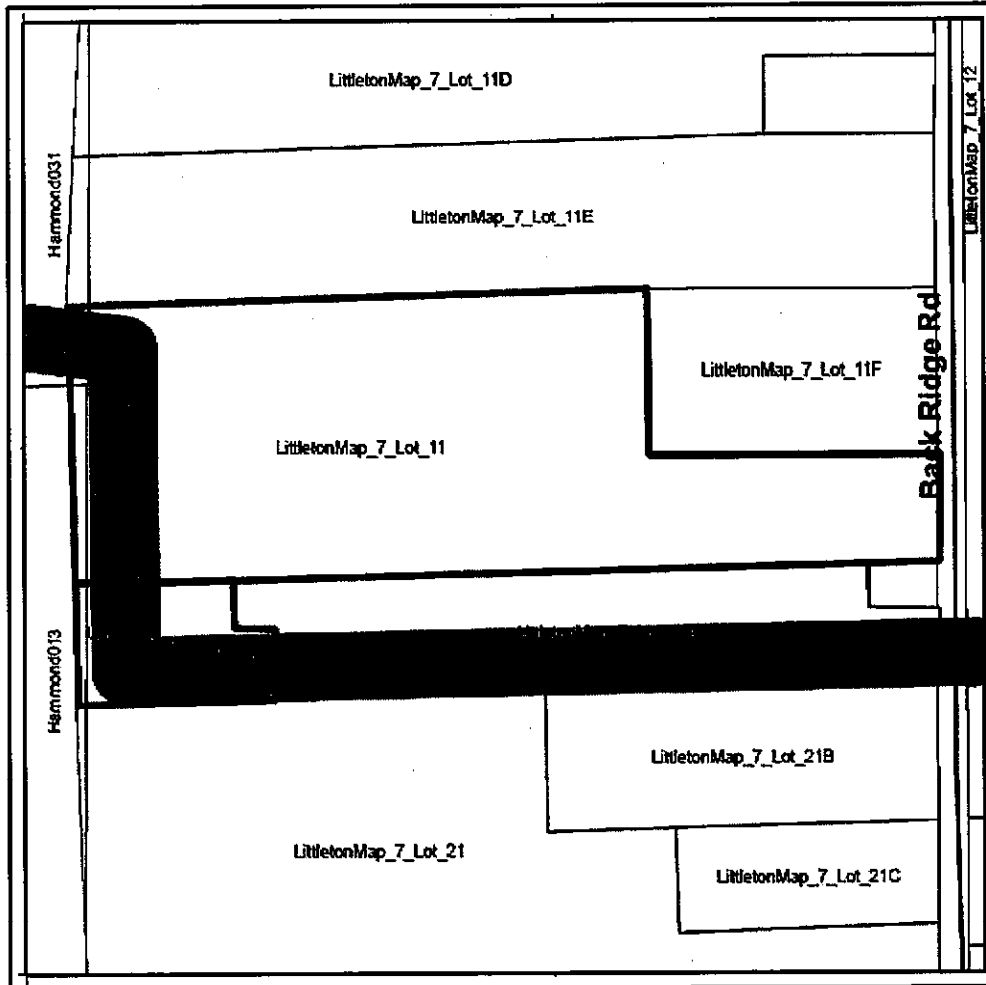 LittletonMap_7_Lot_11D
LittletonMap_7_Lot_12
Hammond031
LittletonMap_7_Lot_11E
Back Ridge Rd
LittletonMap_7_Lot_11F
LittletonMap_7_Lot_11
Hammond013
LittletonMap_7_Lot_21B
LittletonMap_7_Lot_21
LittletonMap_7_Lot_21C